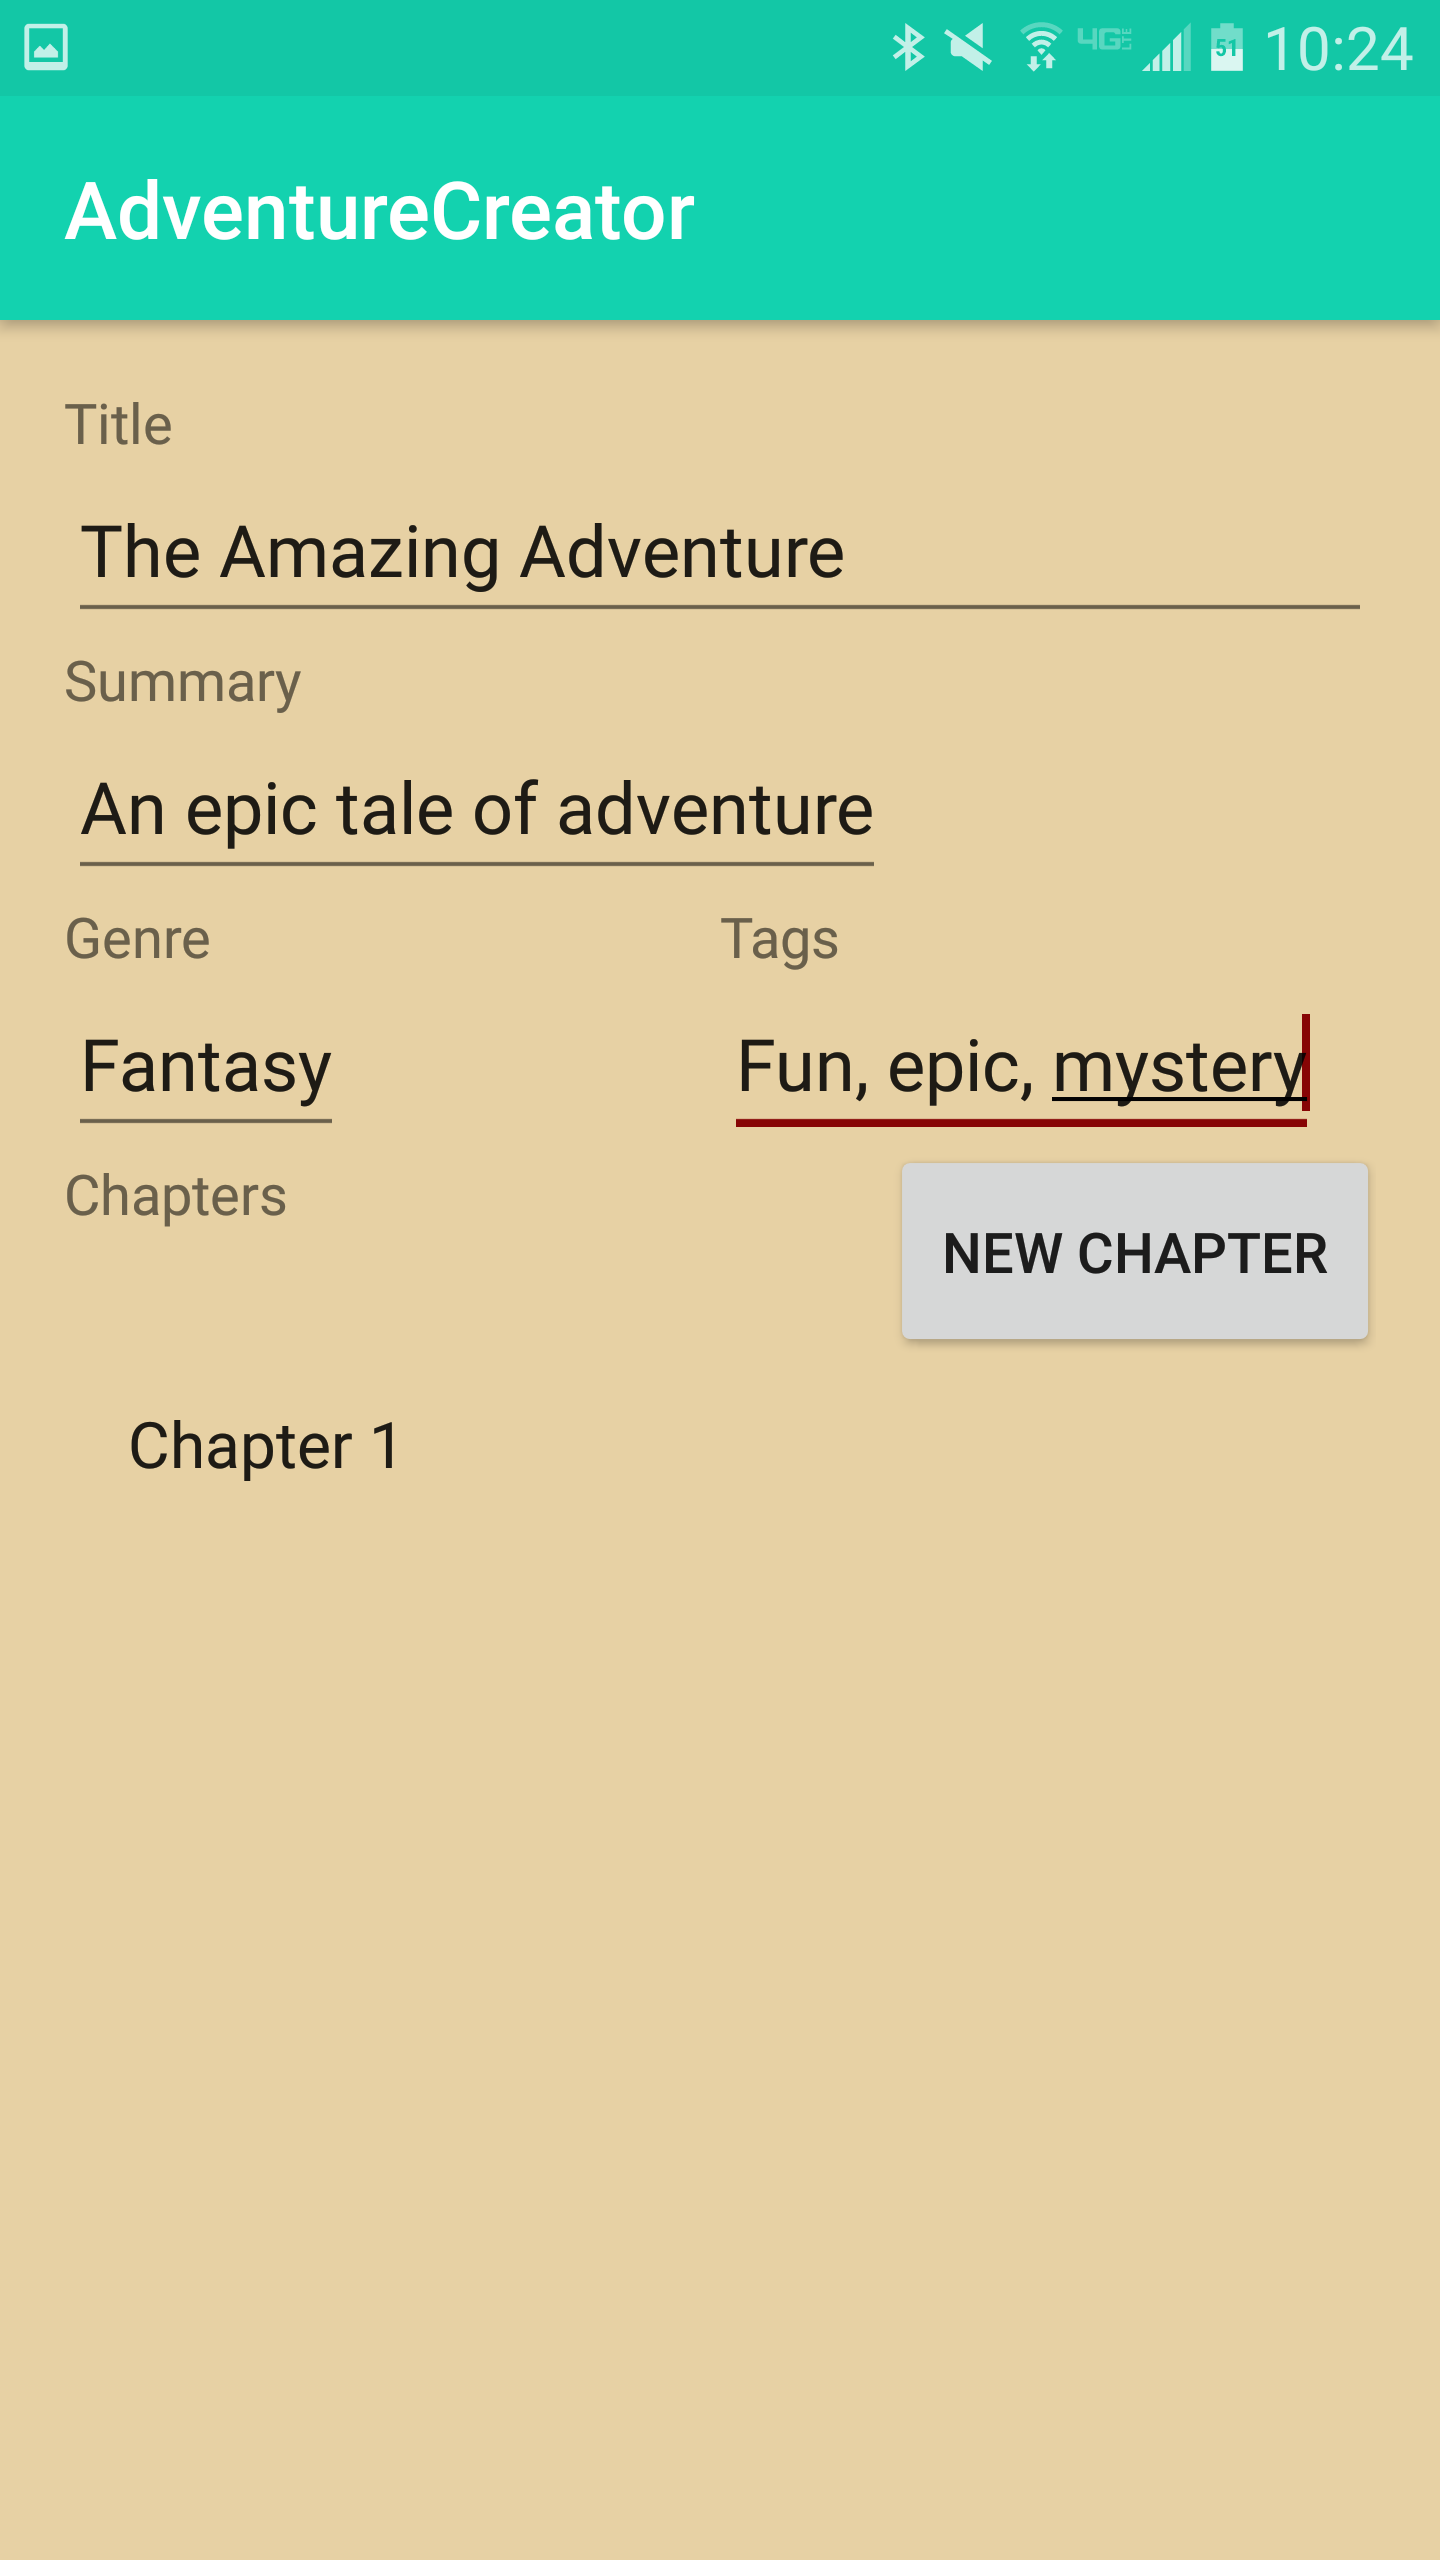 4G LTE 51 10:24
AdventureCreator
Title
The Amazing Adventure
Summary
An epic tale of adventure
Genre Tags
Fantasy Fun, epic, mystery
Chapters
NEW CHAPTER
Chapter 1